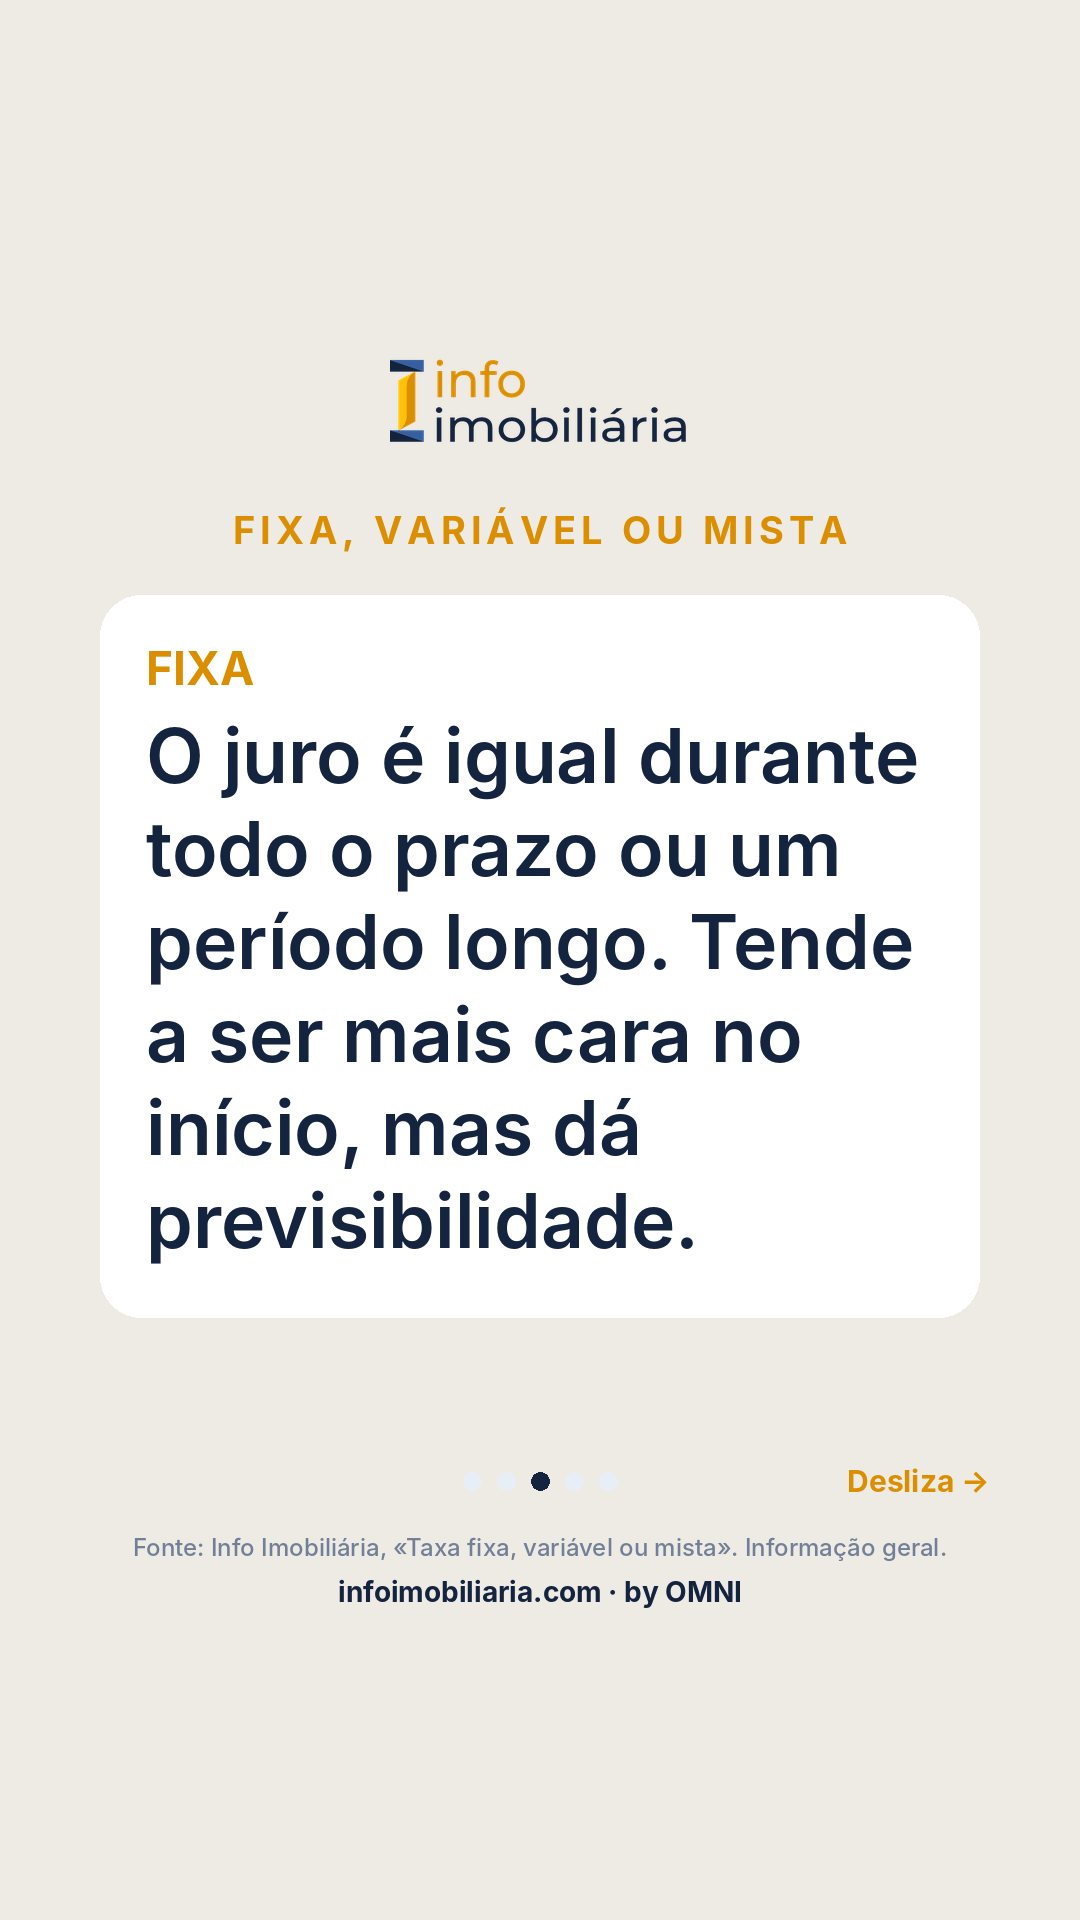 info
imobiliária
FIXA, VARIÁVEL OU MISTA
FIXA
O juro é igual durante
todo o prazo ou um
período longo. Tende
a ser mais cara no
início, mas dá
previsibilidade.
Desliza →
Fonte: Info Imobiliária, «Taxa fixa, variável ou mista». Informação geral.
infoimobiliaria.com · by OMNI